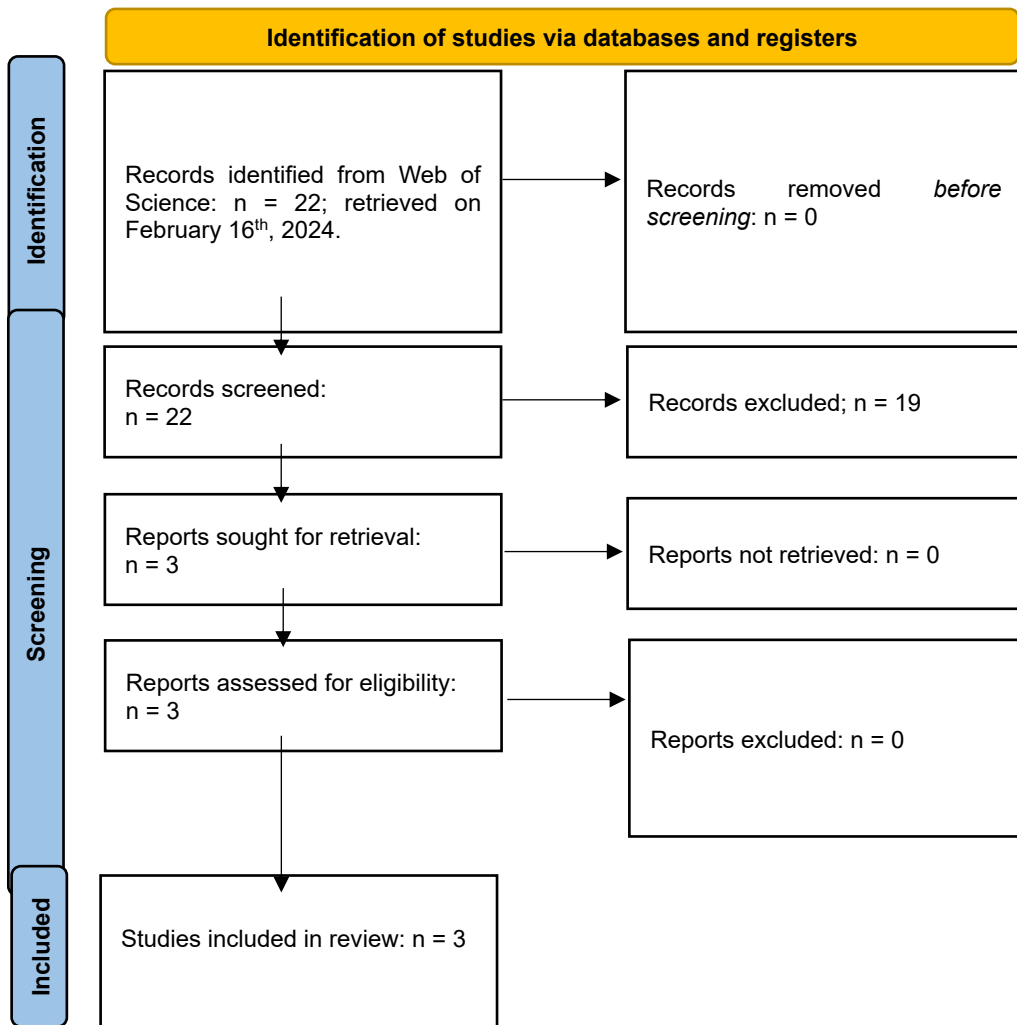 Identification of studies via databases and registers
Identification
Records identified from Web of
Science: n = 22; retrieved on
February 16th, 2024.
Records removed before
screening: n = 0
Screening
Records screened:
n = 22
Records excluded; n = 19
Reports sought for retrieval:
n = 3
Reports not retrieved: n = 0
Reports assessed for eligibility:
n = 3
Reports excluded: n = 0
Included
Studies included in review: n = 3